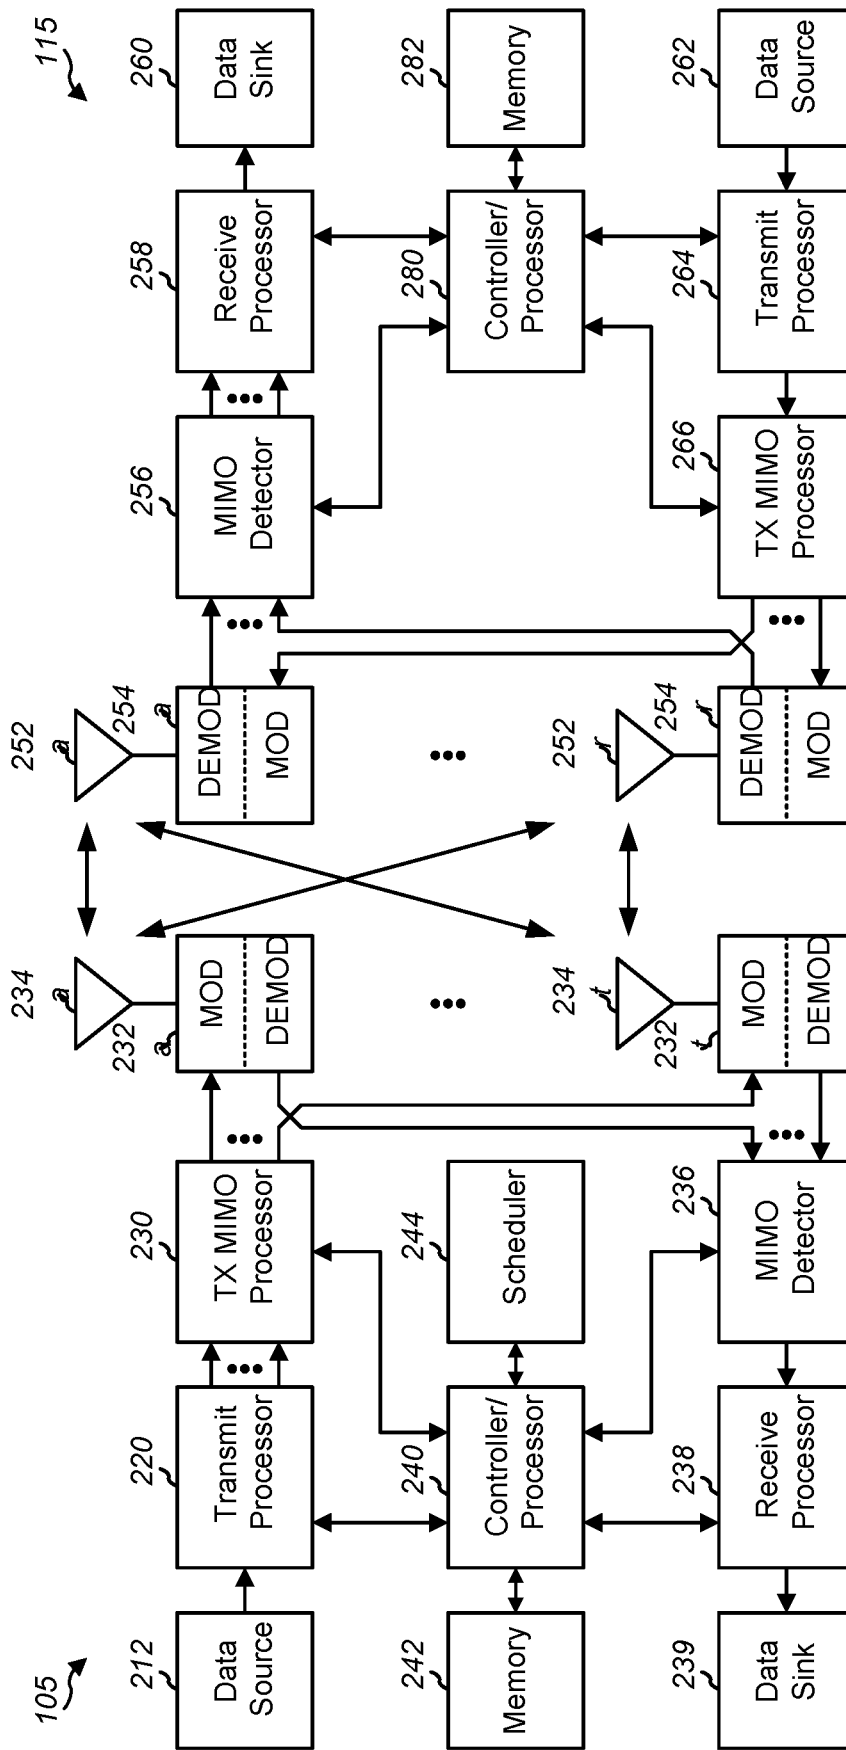 105
115
212
Data
Source
220
Transmit
Processor
230
TX MIMO
Processor
232
a
MOD
DEMOD
234
a
252
a
254
a
DEMOD
MOD
256
MIMO
Detector
258
Receive
Processor
260
Data
Sink
242
Memory
240
Controller/
Processor
244
Scheduler
280
Controller/
Processor
282
Memory
239
Data
Sink
238
Receive
Processor
236
MIMO
Detector
232
t
MOD
DEMOD
234
t
252
r
254
r
DEMOD
MOD
266
TX MIMO
Processor
264
Transmit
Processor
262
Data
Source